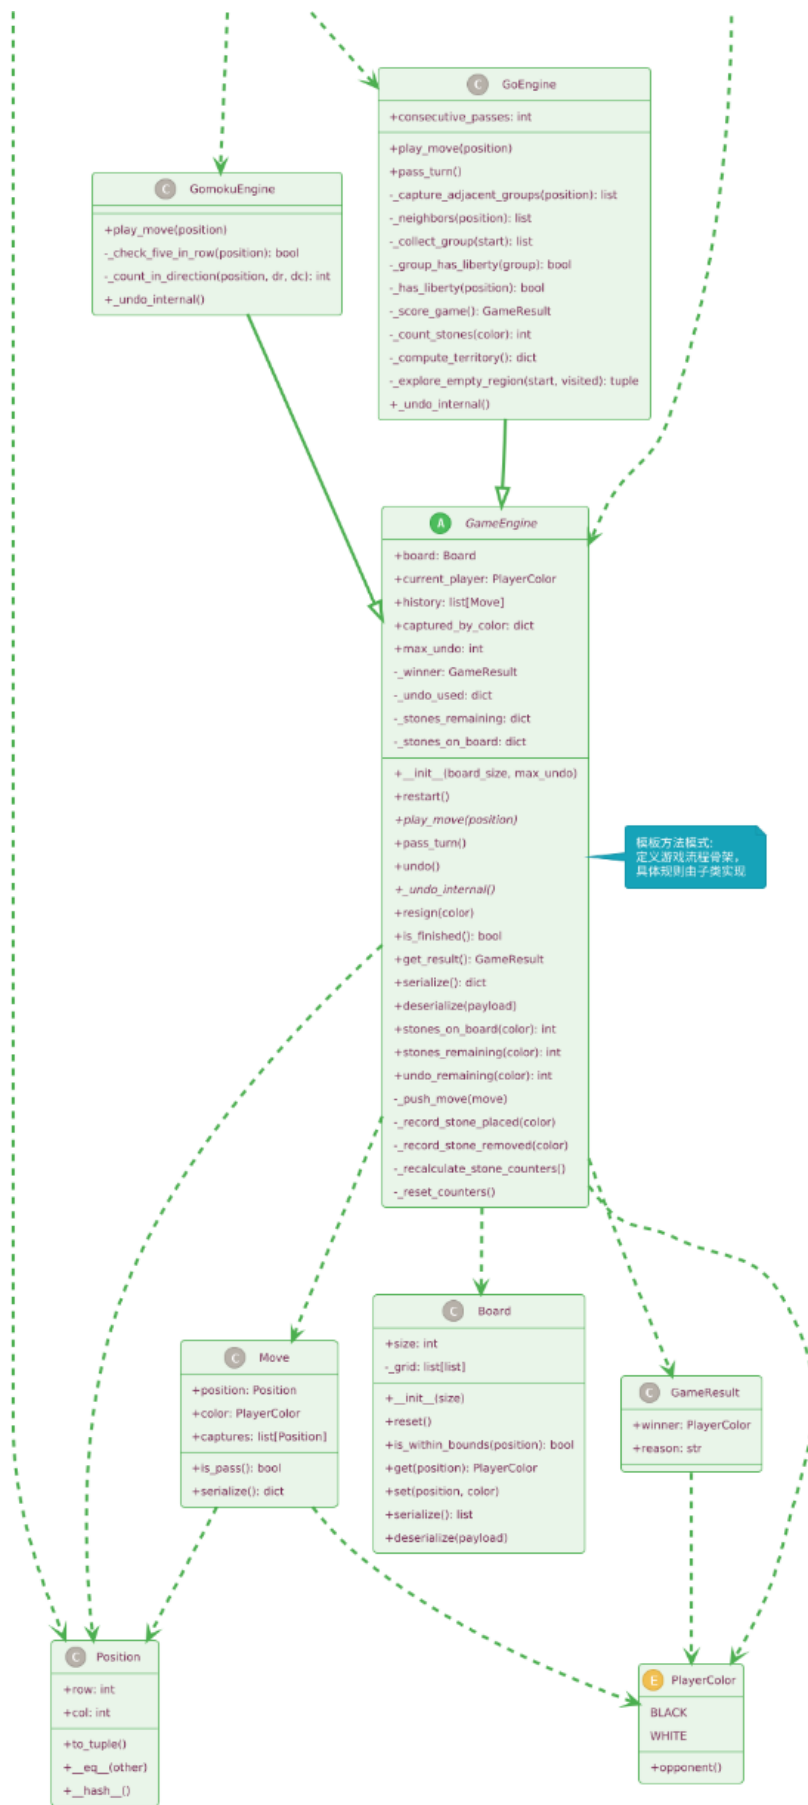 C GoEngine
+consecutive_passes: int
+play_move(position)
+pass_turn()
-_capture_adjacent_groups(position): list
-_neighbors(position): list
-_collect_group(start): list
-_group_has_liberty(group): bool
-_has_liberty(position): bool
-_score_game(): GameResult
-_count_stones(color): int
-_compute_territory(): dict
-_explore_empty_region(start, visited): tuple
+_undo_internal()
C GomokuEngine
+play_move(position)
-_check_five_in_row(position): bool
-_count_in_direction(position, dr, dc): int
+_undo_internal()
A GameEngine
+board: Board
+current_player: PlayerColor
+history: list[Move]
+captured_by_color: dict
+max_undo: int
-_winner: GameResult
-_undo_used: dict
-_stones_remaining: dict
-_stones_on_board: dict
+__init__(board_size, max_undo)
+restart()
+play_move(position)
+pass_turn()
+undo()
+_undo_internal()
+resign(color)
+is_finished(): bool
+get_result(): GameResult
+serialize(): dict
+deserialize(payload)
+stones_on_board(color): int
+stones_remaining(color): int
+undo_remaining(color): int
-_push_move(move)
-_record_stone_placed(color)
-_record_stone_removed(color)
-_recalculate_stone_counters()
-_reset_counters()
模板方法模式:
定义游戏流程骨架，
具体规则由子类实现
C Move
+position: Position
+color: PlayerColor
+captures: list[Position]
+is_pass(): bool
+serialize(): dict
C Board
+size: int
-_grid: list[list]
+__init__(size)
+reset()
+is_within_bounds(position): bool
+get(position): PlayerColor
+set(position, color)
+serialize(): list
+deserialize(payload)
C GameResult
+winner: PlayerColor
+reason: str
C Position
+row: int
+col: int
+to_tuple()
+__eq__(other)
+__hash__()
E PlayerColor
BLACK
WHITE
+opponent()